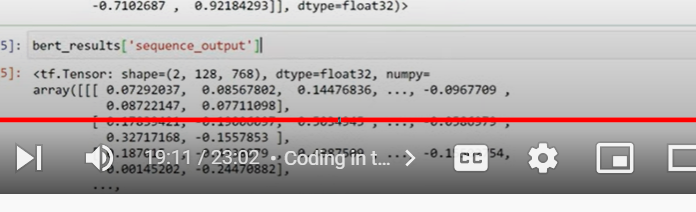 -0.7102687 , 0.92184293]], dtype=float32)>
5]: bert_results['sequence_output']
5]: <tf.Tensor: shape=(2, 128, 768), dtype=float32, numpy=
array([[[ 0.07292037, 0.08567802, 0.14476836, ..., -0.0967709 ,
0.08722147, 0.07711098],
0.32717168, -0.1557853 ],
19:11 / 23:02 • Coding in t... >
CC
0.00145202, -0.24470882],
...,